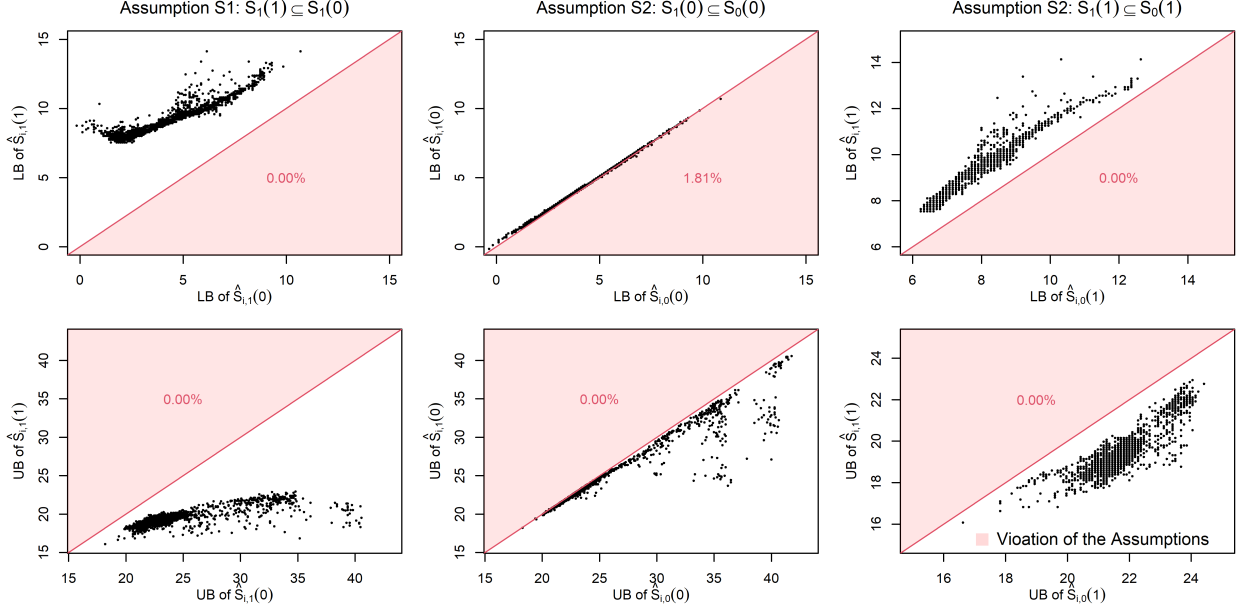 Assumption S1: S₁(1) ⊆ S₁(0)
Assumption S2: S₁(0) ⊆ S₀(0)
Assumption S2: S₁(1) ⊆ S₀(1)
LB of Ŝᵢ,₁(1)
15
10
5
0
0.00%
0 5 10 15
LB of Ŝᵢ,₁(0)
LB of Ŝᵢ,₁(0)
15
10
5
0
1.81%
0 5 10 15
LB of Ŝᵢ,₀(0)
LB of Ŝᵢ,₁(1)
14
12
10
8
6
0.00%
6 8 10 12 14
LB of Ŝᵢ,₀(1)
UB of Ŝᵢ,₁(1)
40
35
30
25
20
15
0.00%
15 20 25 30 35 40
UB of Ŝᵢ,₁(0)
UB of Ŝᵢ,₁(0)
40
35
30
25
20
15
0.00%
15 20 25 30 35 40
UB of Ŝᵢ,₀(0)
UB of Ŝᵢ,₁(1)
24
22
20
18
16
0.00%
Vioation of the Assumptions
16 18 20 22 24
UB of Ŝᵢ,₀(1)